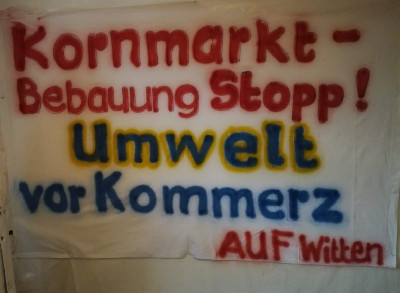 Kornmarkt-
Bebauung Stopp!
Umwelt
vor Kommerz
AUF Witten